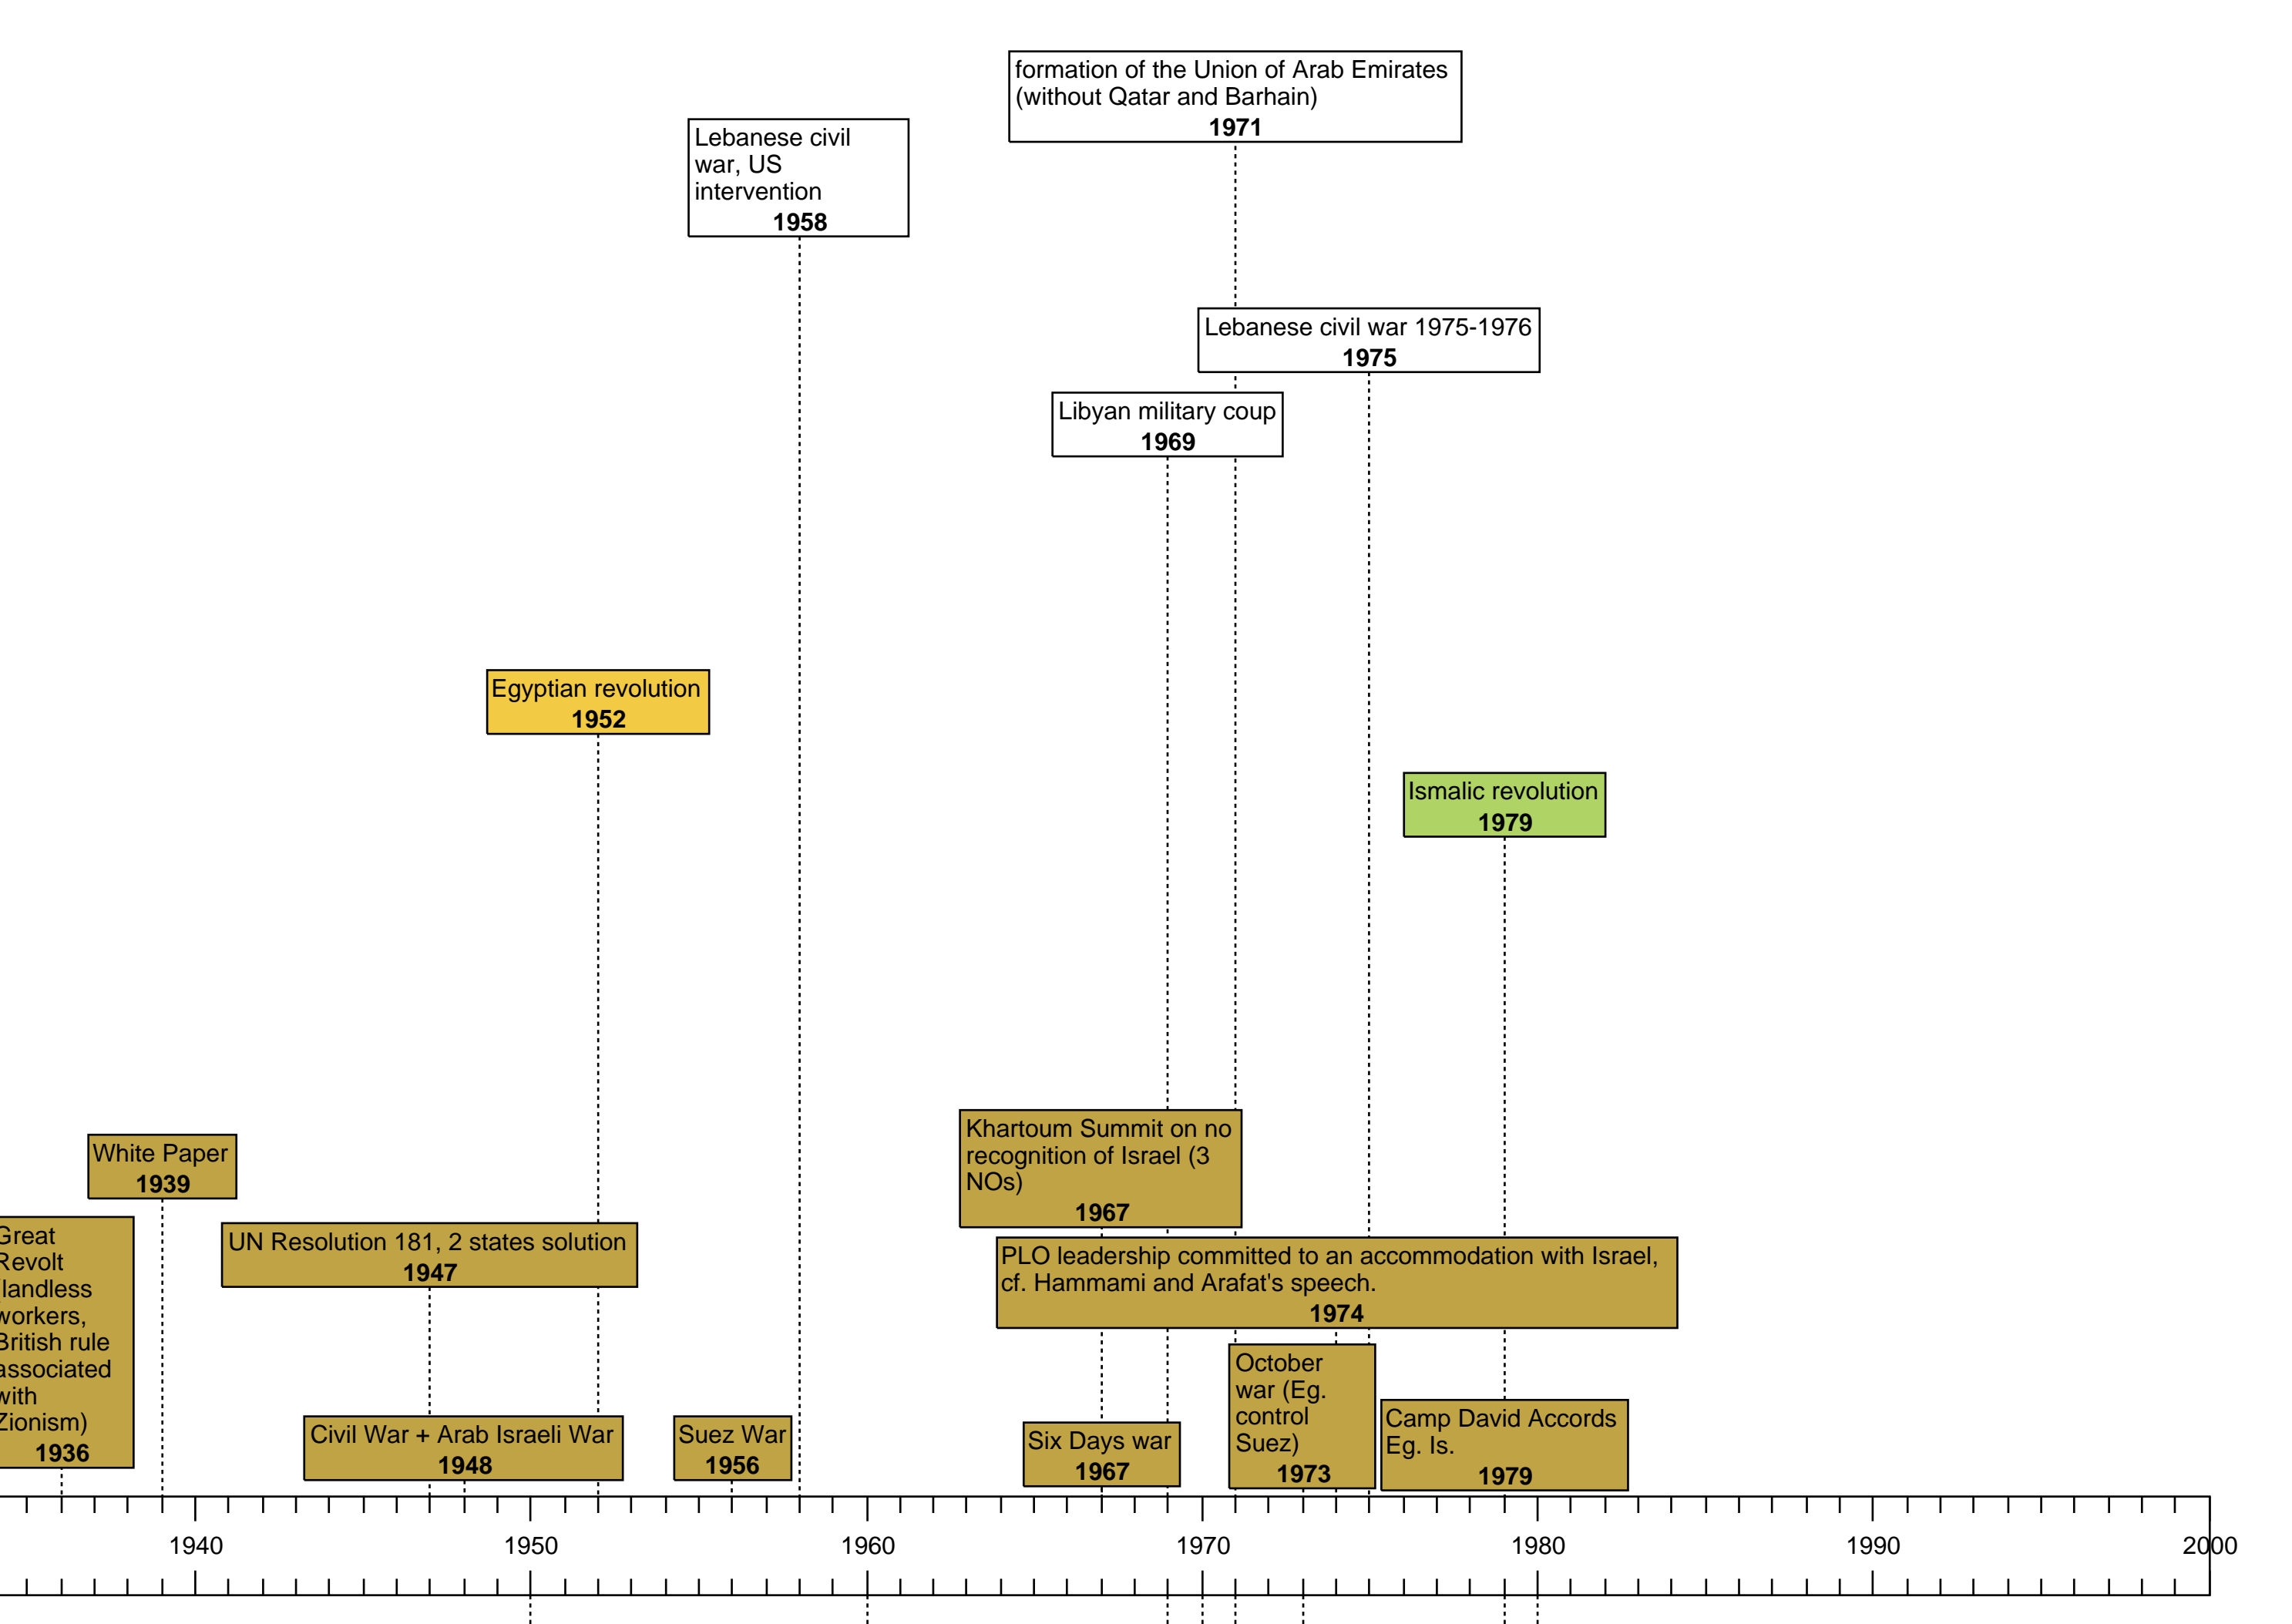 formation of the Union of Arab Emirates
(without Qatar and Barhain)
1971
Lebanese civil
war, US
intervention
1958
Lebanese civil war 1975-1976
1975
Libyan military coup
1969
Egyptian revolution
1952
Ismalic revolution
1979
Khartoum Summit on no
recognition of Israel (3
NOs)
1967
White Paper
1939
Great
Revolt
(landless
workers,
British rule
associated
with
Zionism)
1936
UN Resolution 181, 2 states solution
1947
PLO leadership committed to an accommodation with Israel,
cf. Hammami and Arafat's speech.
1974
October
war (Eg.
control
Suez)
1973
Camp David Accords
Eg. Is.
1979
Civil War + Arab Israeli War
1948
Suez War
1956
Six Days war
1967
1940 1950 1960 1970 1980 1990 2000